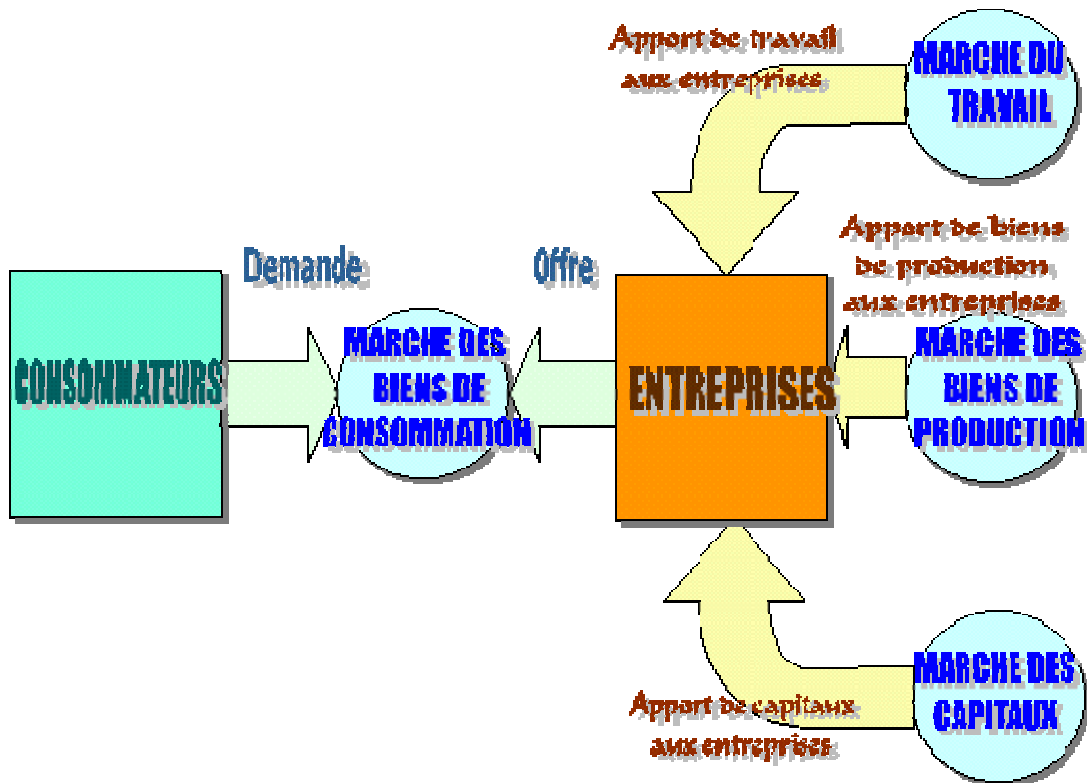 Apport de travail
aux entreprises
MARCHE DU
TRAVAIL
Apport de biens
de production
aux entreprises
Demande
Offre
CONSOMMATEURS
MARCHE DES
BIENS DE
CONSOMMATION
ENTREPRISES
MARCHE DES
BIENS DE
PRODUCTION
Apport de capitaux
aux entreprises
MARCHE DES
CAPITAUX